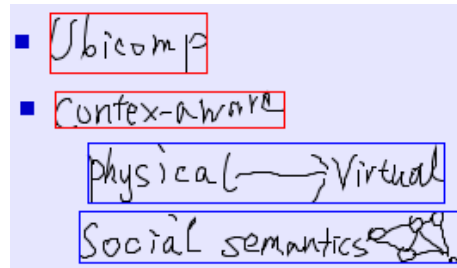 Ubicomp
Contex-aware
physical → Virtual
Social semantics